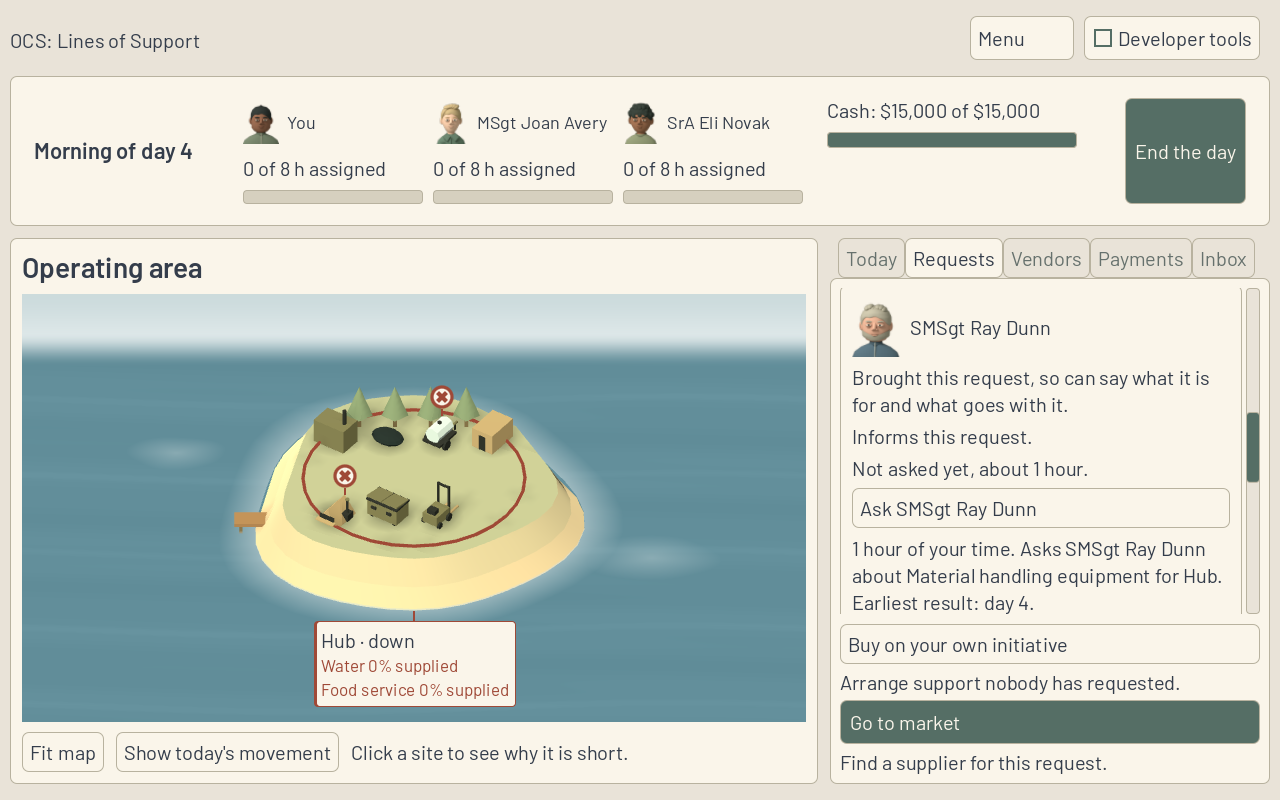 OCS: Lines of Support
Menu
Developer tools
Morning of day 4
You
0 of 8 h assigned
MSgt Joan Avery
0 of 8 h assigned
SrA Eli Novak
0 of 8 h assigned
Cash: $15,000 of $15,000
End the day
Operating area
Hub · down
Water 0% supplied
Food service 0% supplied
Fit map
Show today's movement
Click a site to see why it is short.
Today
Requests
Vendors
Payments
Inbox
SMSgt Ray Dunn
Brought this request, so can say what it is
for and what goes with it.
Informs this request.
Not asked yet, about 1 hour.
Ask SMSgt Ray Dunn
1 hour of your time. Asks SMSgt Ray Dunn
about Material handling equipment for Hub.
Earliest result: day 4.
Buy on your own initiative
Arrange support nobody has requested.
Go to market
Find a supplier for this request.